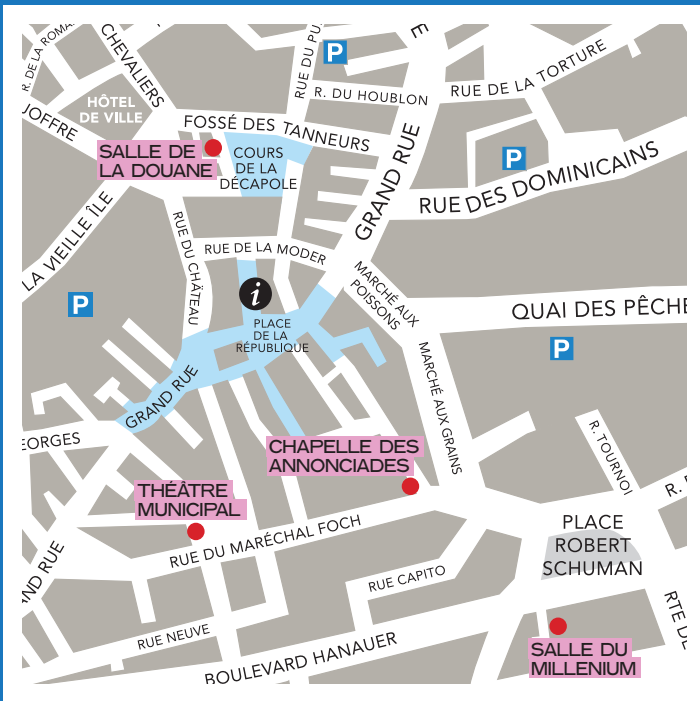 R. DE LA ROMA
CHEVALIERS
RUE DU PU
P
E
RUE DE LA TORTURE
R. DU HOUBLON
HÔTEL
DE VILLE
JOFFRE
FOSSÉ DES TANNEURS
SALLE DE
LA DOUANE
COURS
DE LA
DÉCAPOLE
GRAND RUE
P
RUE DES DOMINICAINS
LA VIEILLE ÎLE
RUE DU CHÂTEAU
RUE DE LA MODER
MARCHÉ AUX
POISSONS
P
i
PLACE
DE LA
RÉPUBLIQUE
QUAI DES PÊCHE
P
MARCHÉ AUX GRAINS
GRAND RUE
EORGES
CHAPELLE DES
ANNONCIADES
R. TOURNOI
THÉÂTRE
MUNICIPAL
R.
RUE DU MARÉCHAL FOCH
PLACE
ROBERT
SCHUMAN
AND RUE
RUE CAPITO
RTE DE
RUE NEUVE
BOULEVARD HANAUER
SALLE DU
MILLENIUM